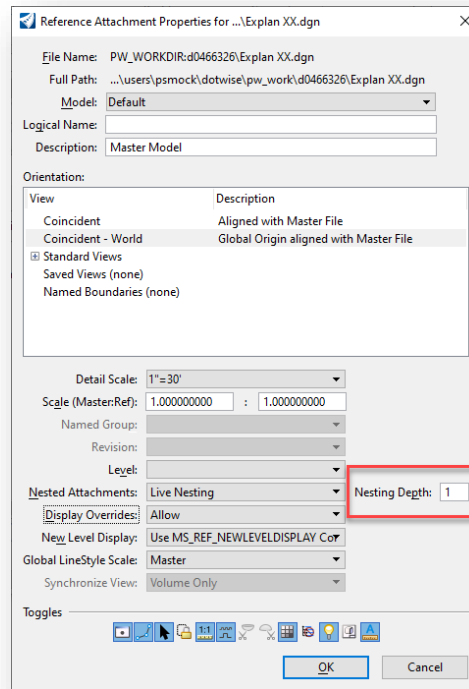 Reference Attachment Properties for ...\Explan XX.dgn
File Name: PW_WORKDIR:d0466326\Explan XX.dgn
Full Path: ...\users\psmock\dotwise\pw_work\d0466326\Explan XX.dgn
Model: Default
Logical Name:
Description: Master Model
Orientation:
View Description
Coincident Aligned with Master File
Coincident - World Global Origin aligned with Master File
Standard Views
Saved Views (none)
Named Boundaries (none)
Detail Scale: 1"=30'
Scale (Master:Ref): 1.000000000 : 1.000000000
Named Group:
Revision:
Level:
Nested Attachments: Live Nesting Nesting Depth: 1
Display Overrides: Allow
New Level Display: Use MS_REF_NEWLEVELDISPLAY Cor
Global LineStyle Scale: Master
Synchronize View: Volume Only
Toggles
1:1
A
OK Cancel